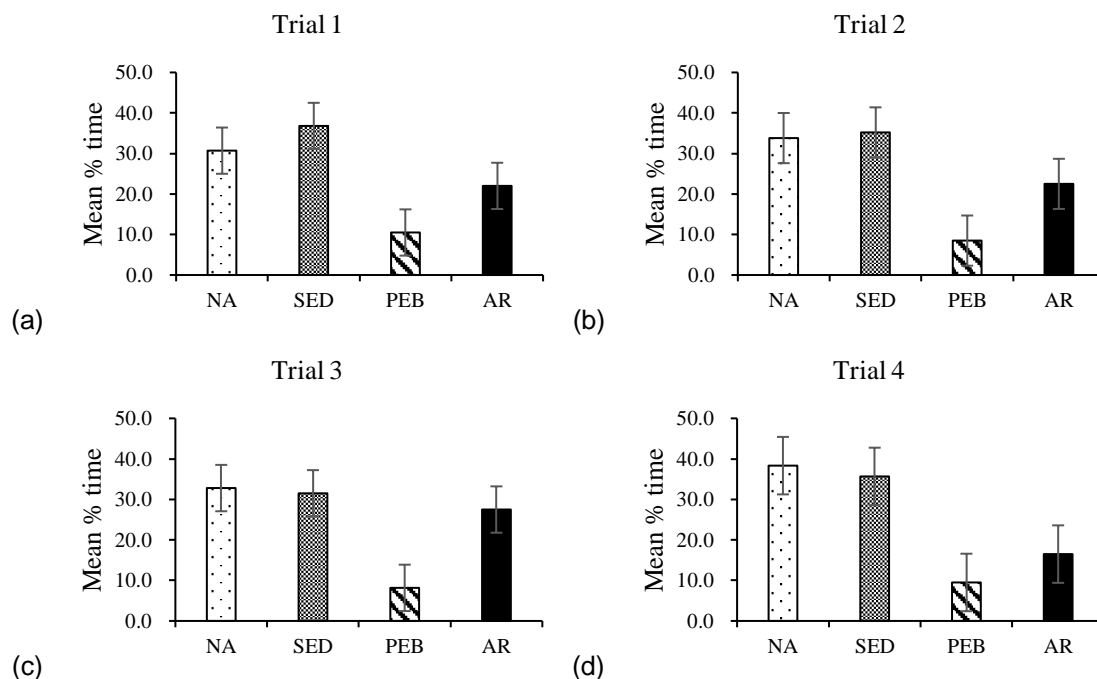 Trial 1
Mean % time
50.0
40.0
30.0
20.0
10.0
0.0
NA SED PEB AR
(a)
Trial 2
Mean % time
50.0
40.0
30.0
20.0
10.0
0.0
NA SED PEB AR
(b)
Trial 3
Mean % time
50.0
40.0
30.0
20.0
10.0
0.0
NA SED PEB AR
(c)
Trial 4
Mean % time
50.0
40.0
30.0
20.0
10.0
0.0
NA SED PEB AR
(d)